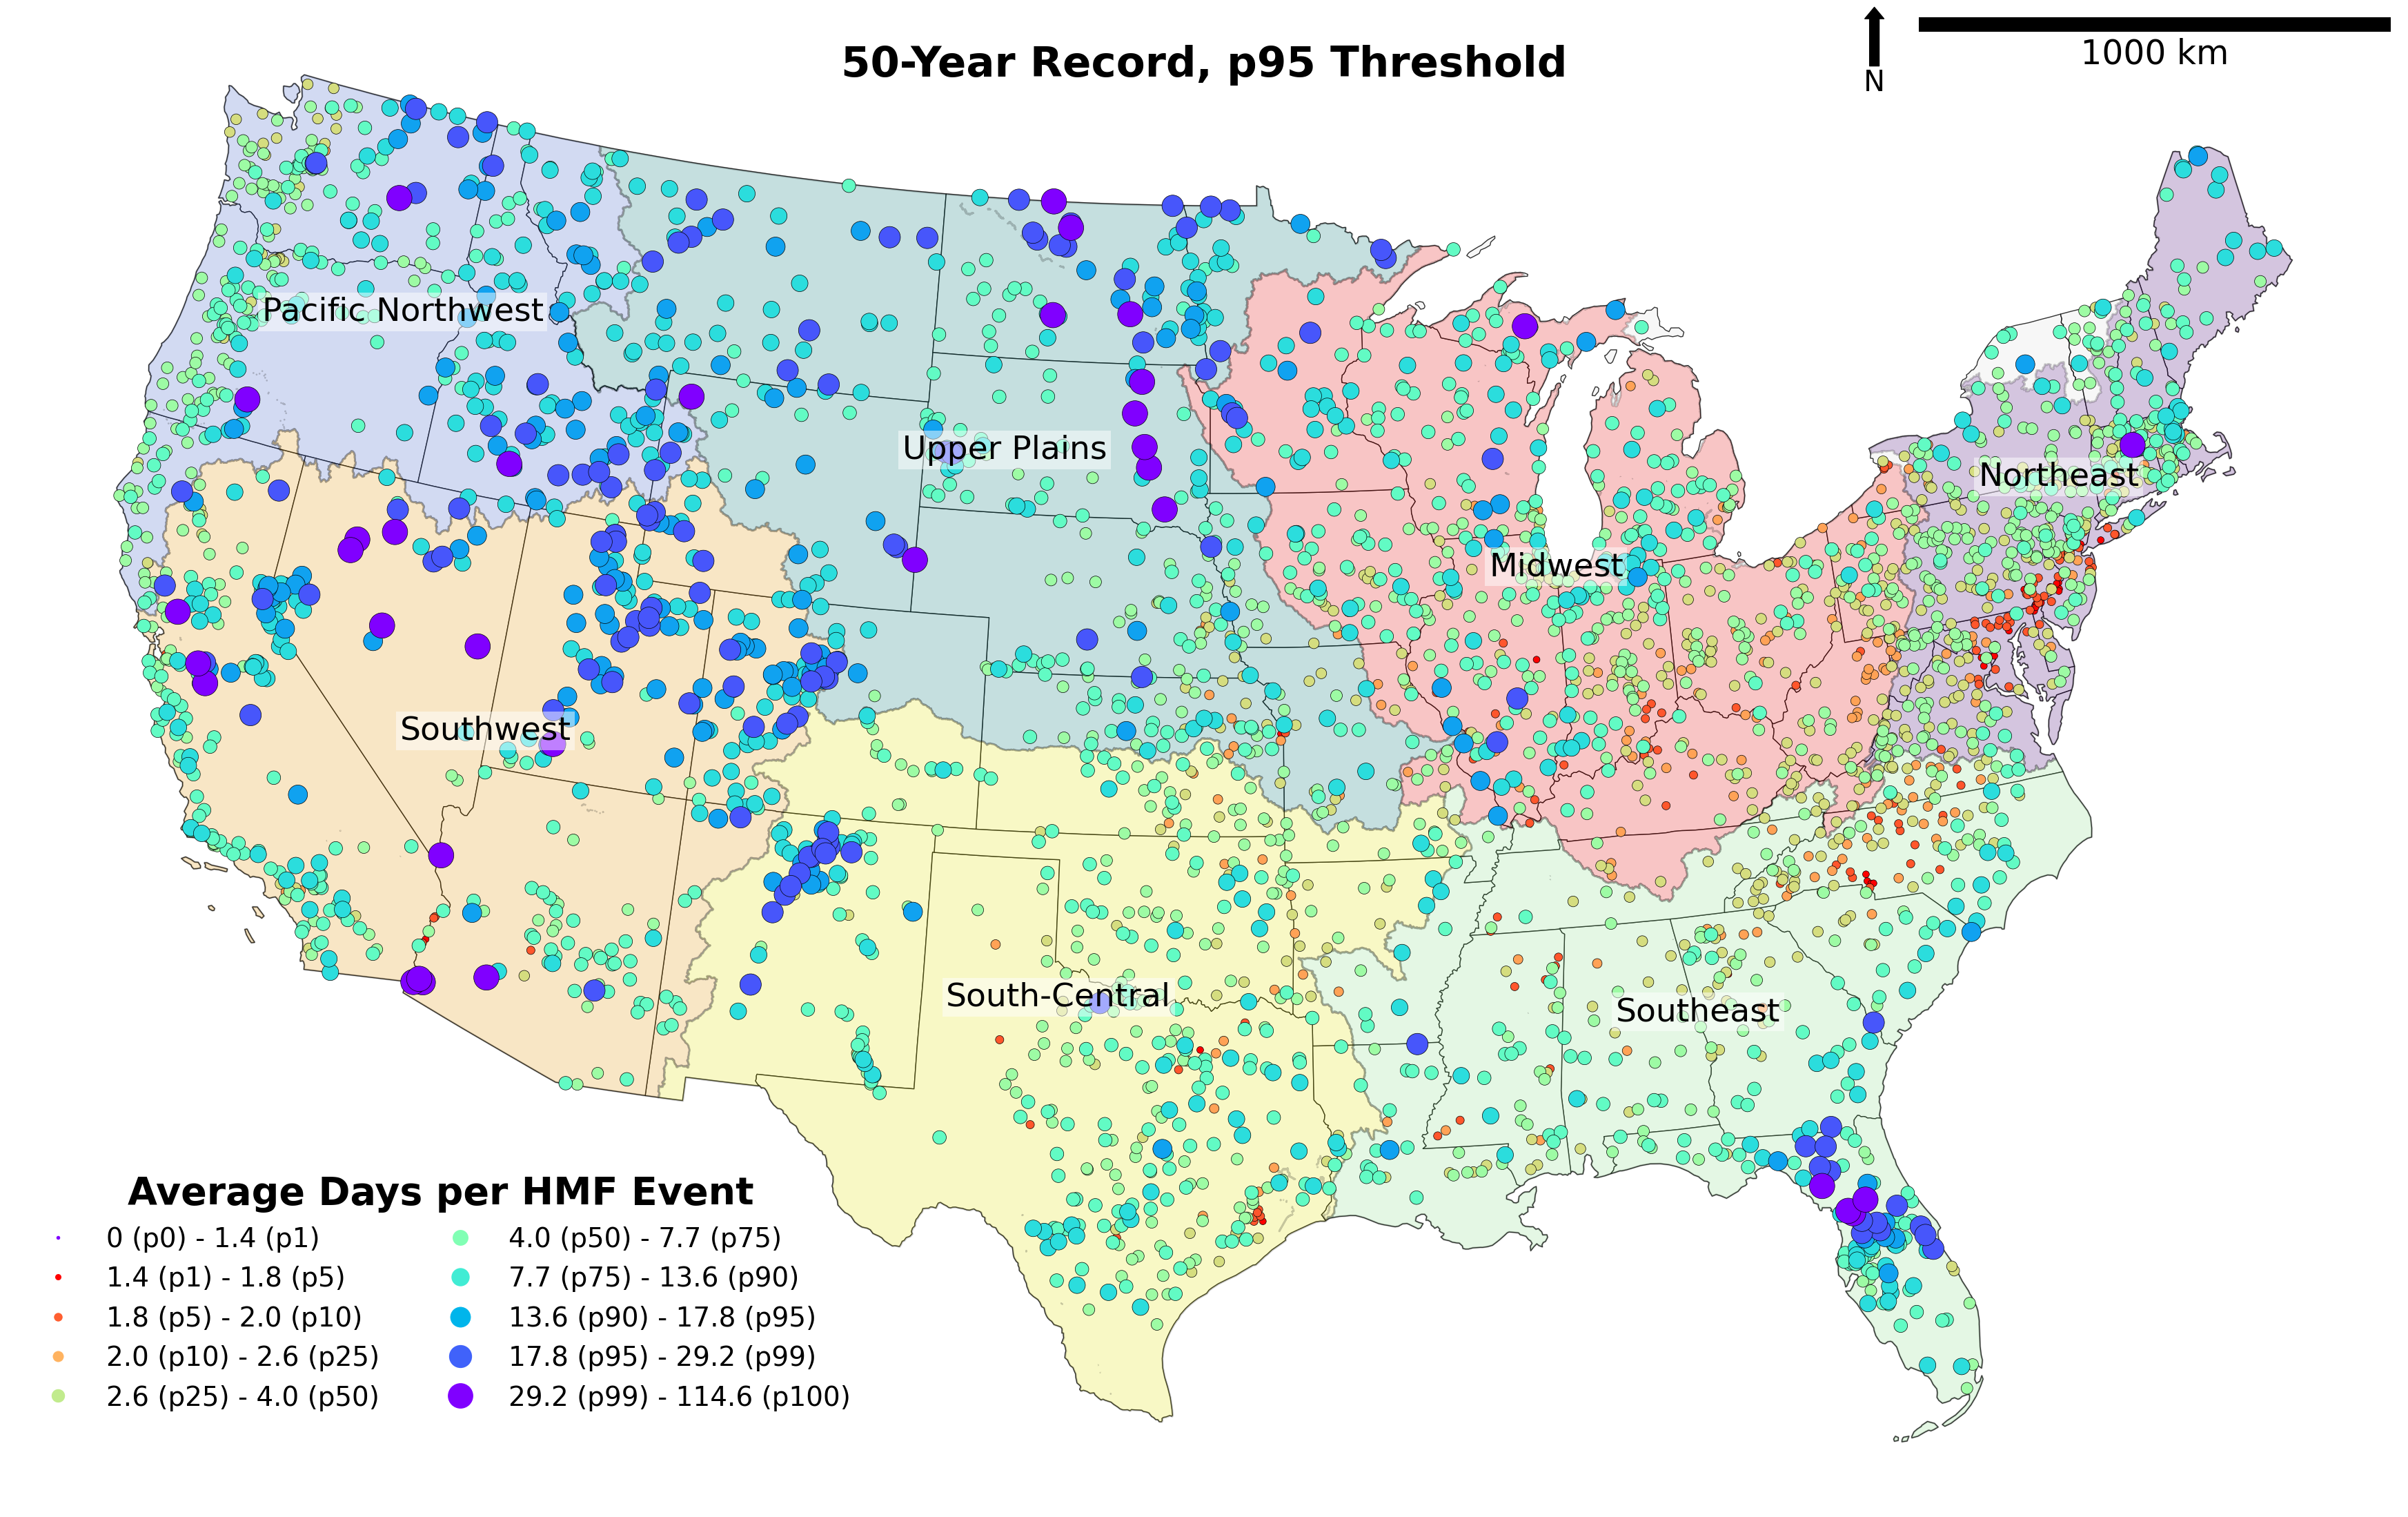 50-Year Record, p95 Threshold
N
1000 km
Pacific Northwest
Upper Plains
Northeast
Midwest
Southwest
South-Central
Southeast
Average Days per HMF Event
0 (p0) - 1.4 (p1)
1.4 (p1) - 1.8 (p5)
1.8 (p5) - 2.0 (p10)
2.0 (p10) - 2.6 (p25)
2.6 (p25) - 4.0 (p50)
4.0 (p50) - 7.7 (p75)
7.7 (p75) - 13.6 (p90)
13.6 (p90) - 17.8 (p95)
17.8 (p95) - 29.2 (p99)
29.2 (p99) - 114.6 (p100)